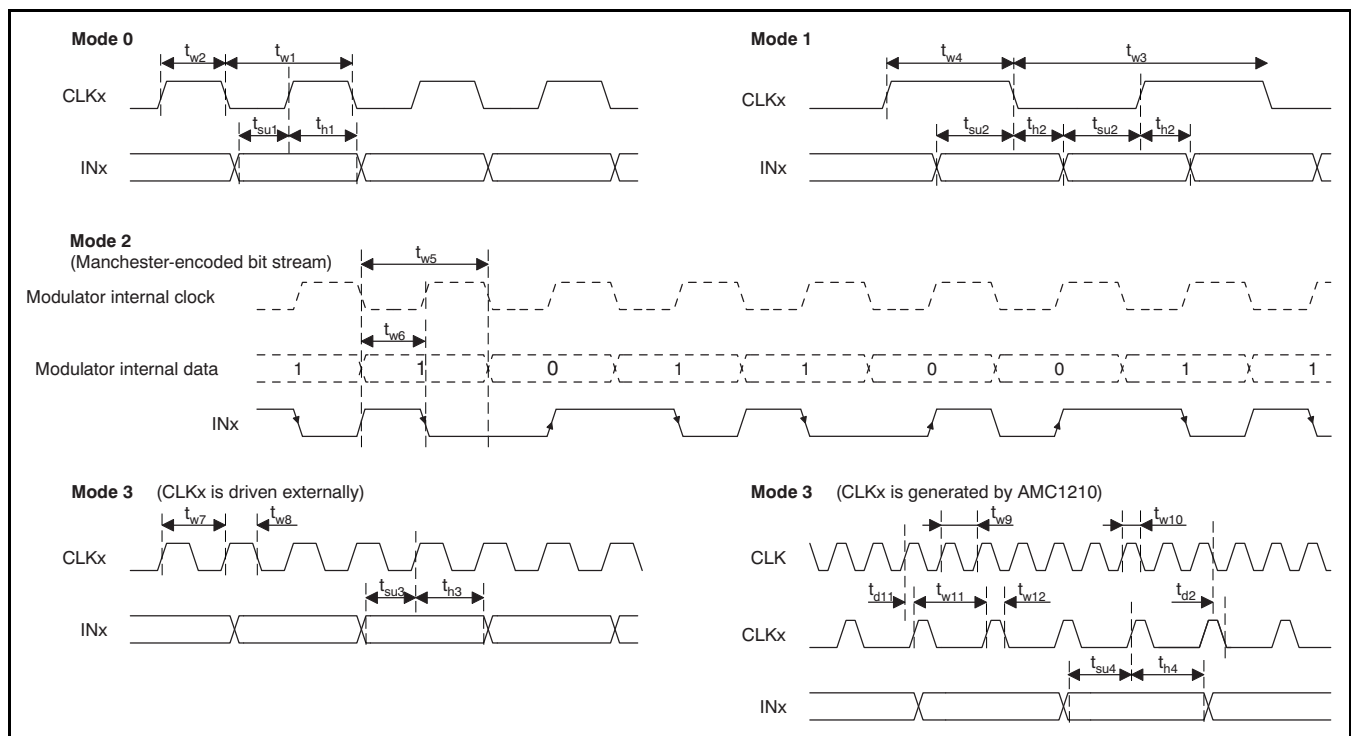 Mode 0
tw2 tw1
CLKx
tsu1 th1
INx
Mode 1
tw4 tw3
CLKx
tsu2 th2 tsu2 th2
INx
Mode 2
(Manchester-encoded bit stream)
tw5
Modulator internal clock
tw6
Modulator internal data
1 1 0 1 1 0 0 1 1
INx
Mode 3 (CLKx is driven externally)
tw7 tw8
CLKx
tsu3 th3
INx
Mode 3 (CLKx is generated by AMC1210)
tw9 tw10
CLK
td11 tw11 tw12 td2
CLKx
tsu4 th4
INx